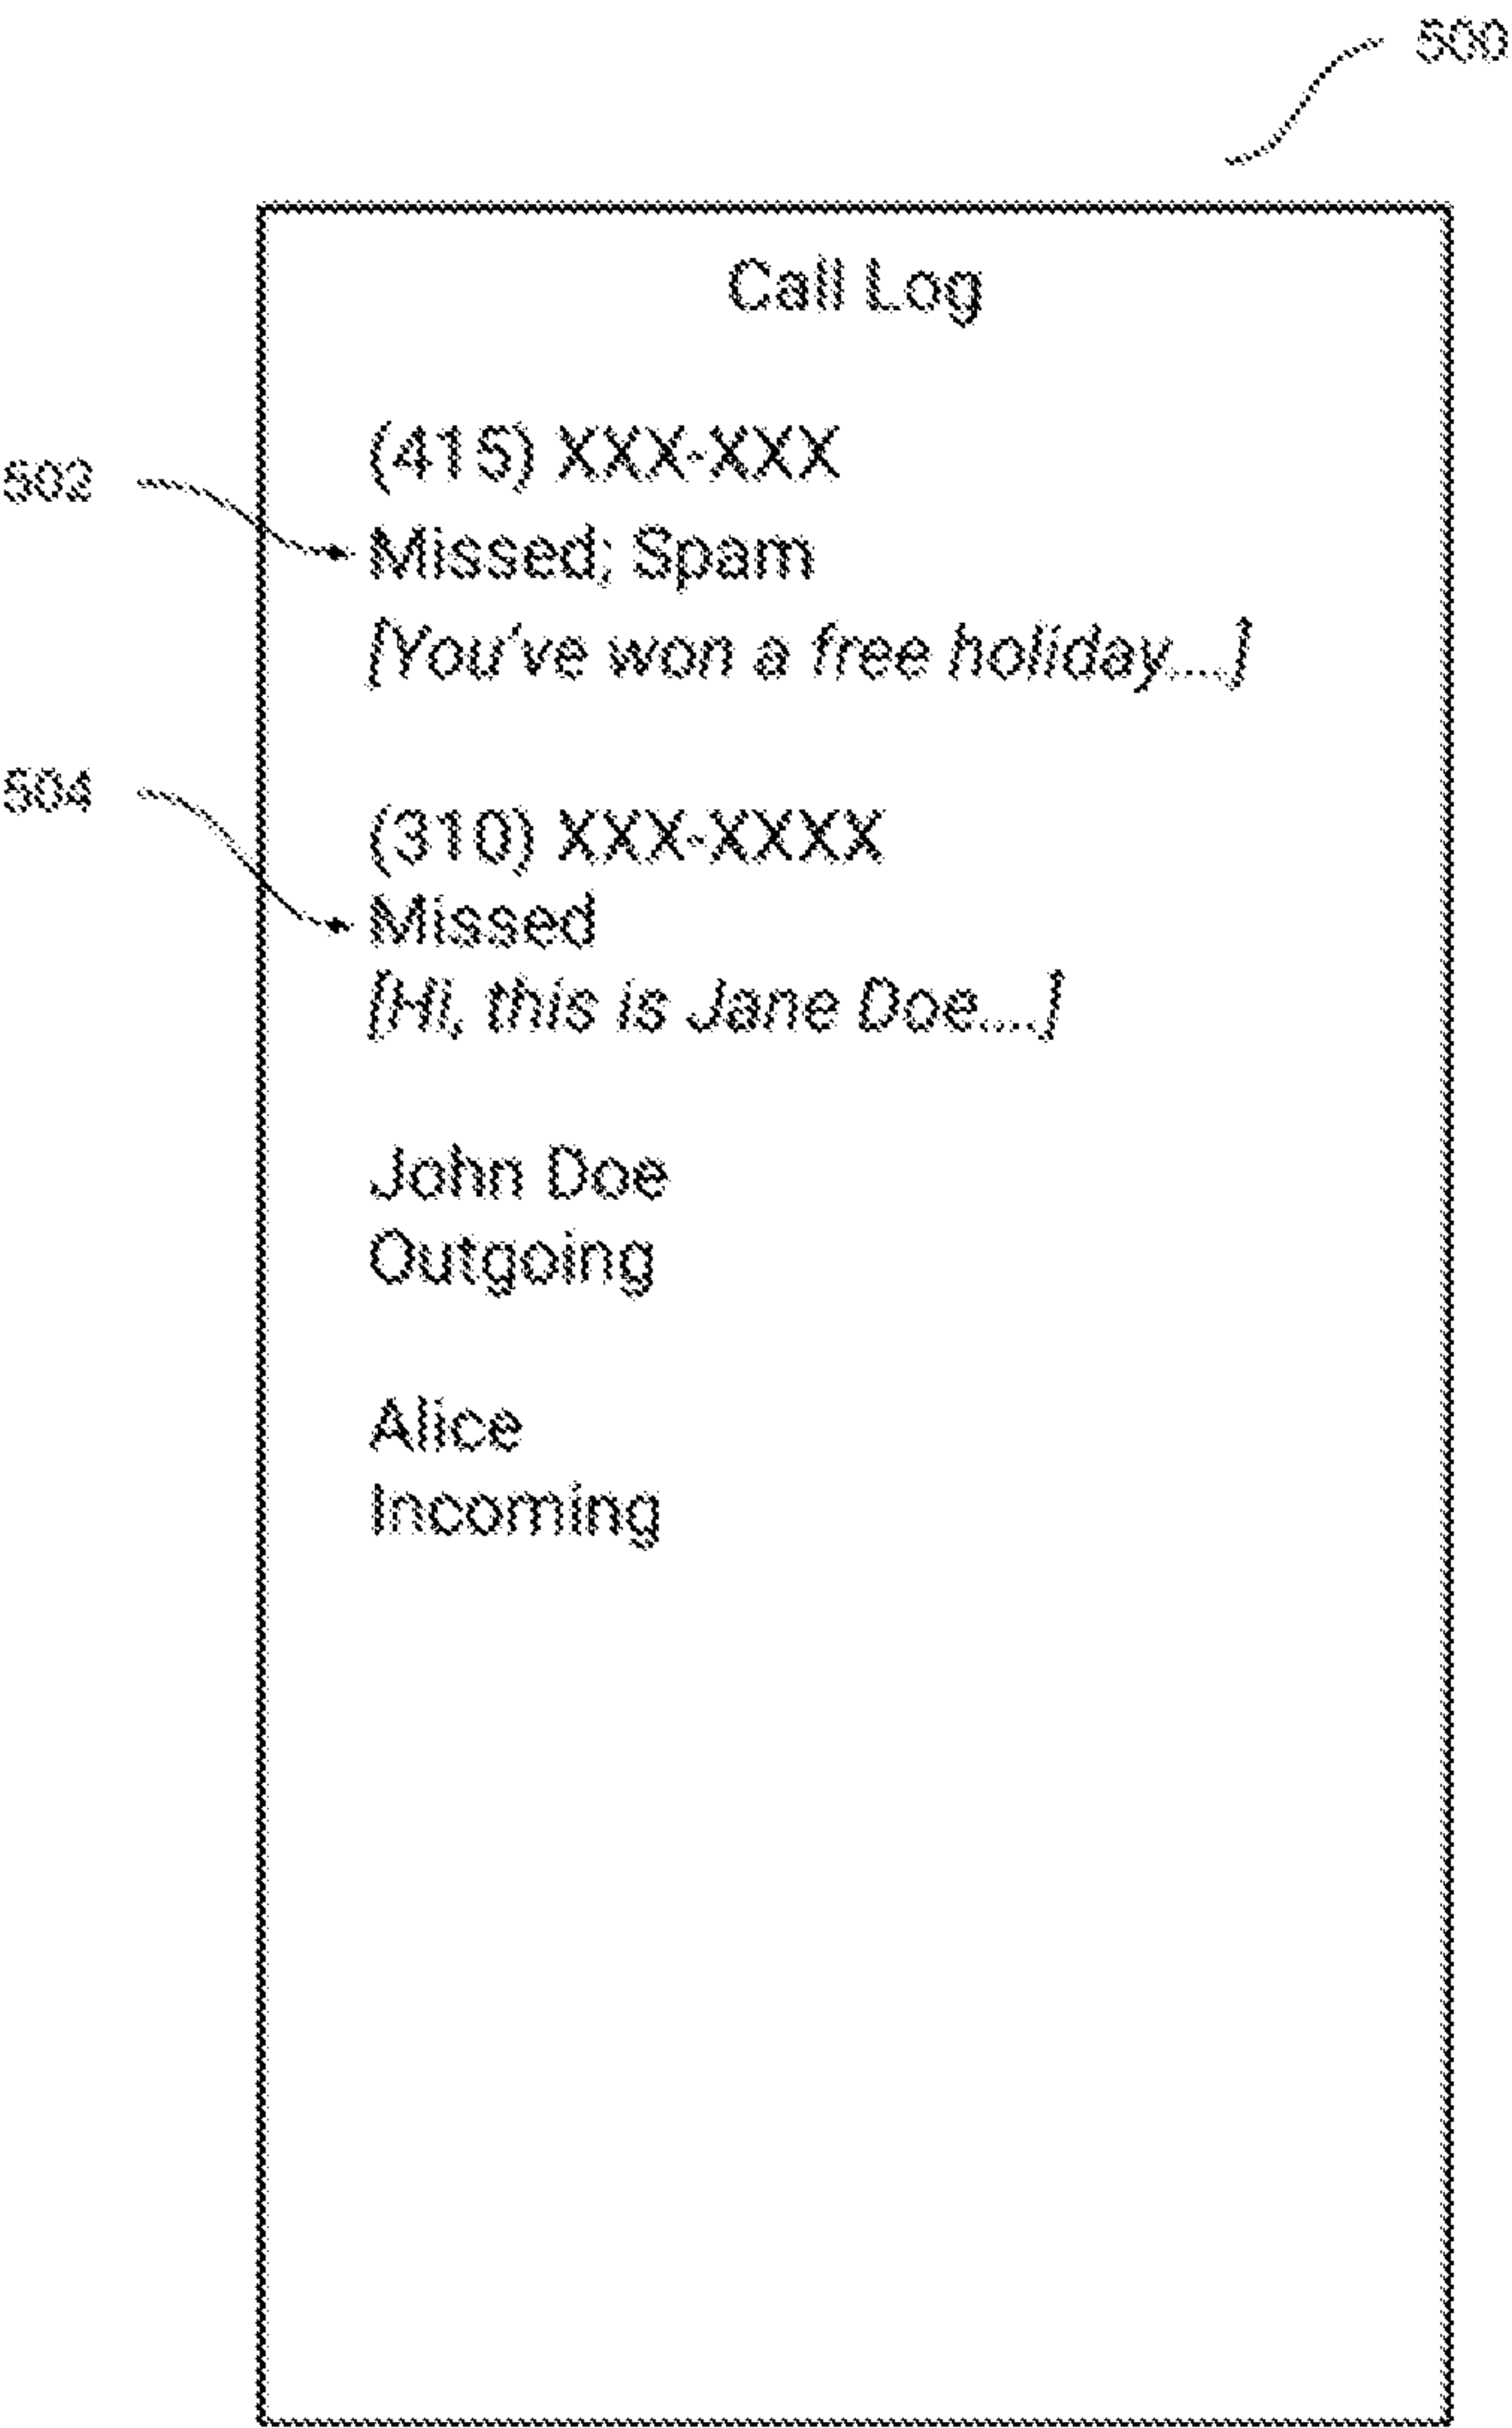 500
Call Log
(415) XXX-XXX
502
Missed; Spam
[You've won a free holiday....]
504
(310) XXX-XXXX
Missed
[Hi, this is Jane Doe....]
John Doe
Outgoing
Alice
Incoming